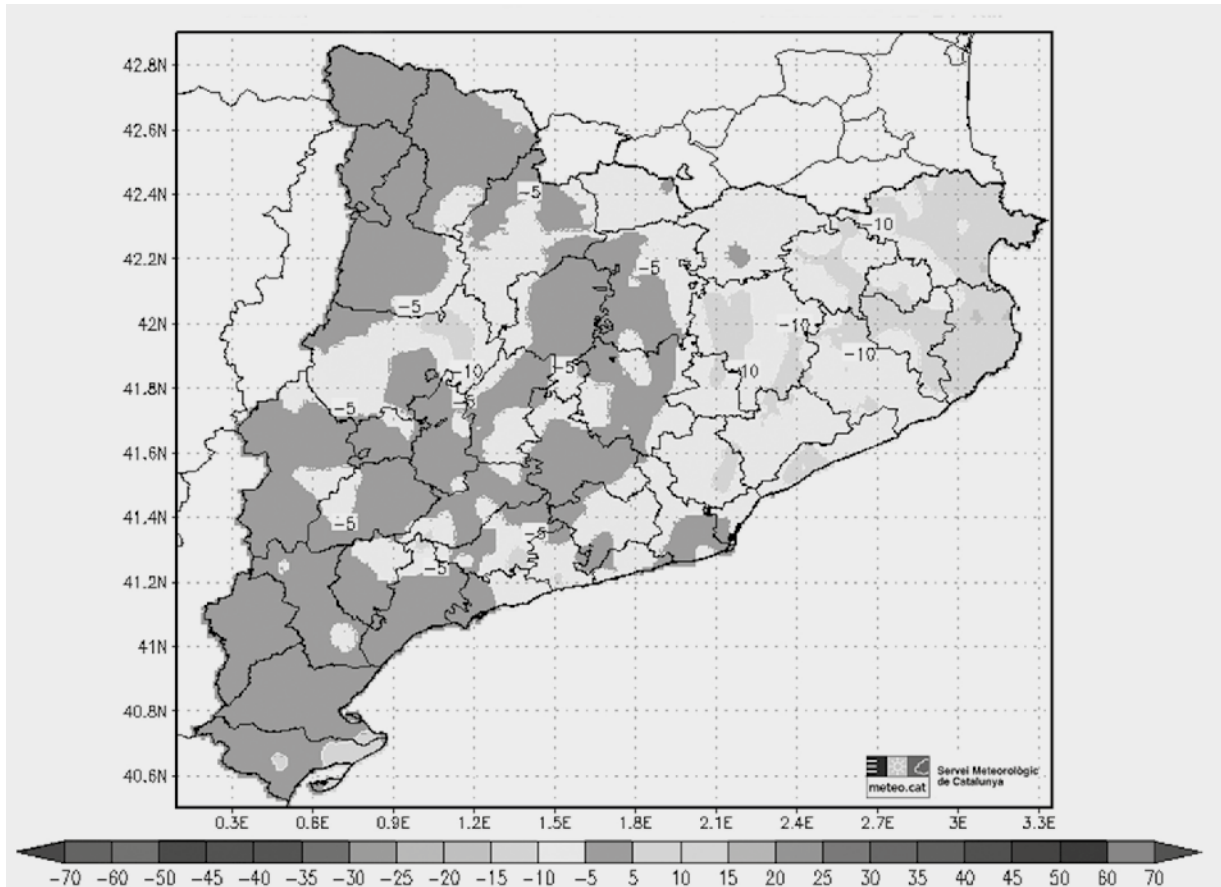 42.8N
42.6N
42.4N
-5
-10
42.2N
-5
-5
42N
-10
-10
-5
-10
10
41.8N
-5
-5
41.6N
41.4N
-5
-5
-5
41.2N
41N
40.8N
40.6N
Servei Meteorològic
de Catalunya
meteo.cat
0.3E 0.6E 0.9E 1.2E 1.5E 1.8E 2.1E 2.4E 2.7E 3E 3.3E
-70 -60 -50 -45 -40 -35 -30 -25 -20 -15 -10 -5 5 10 15 20 25 30 35 40 45 50 60 70